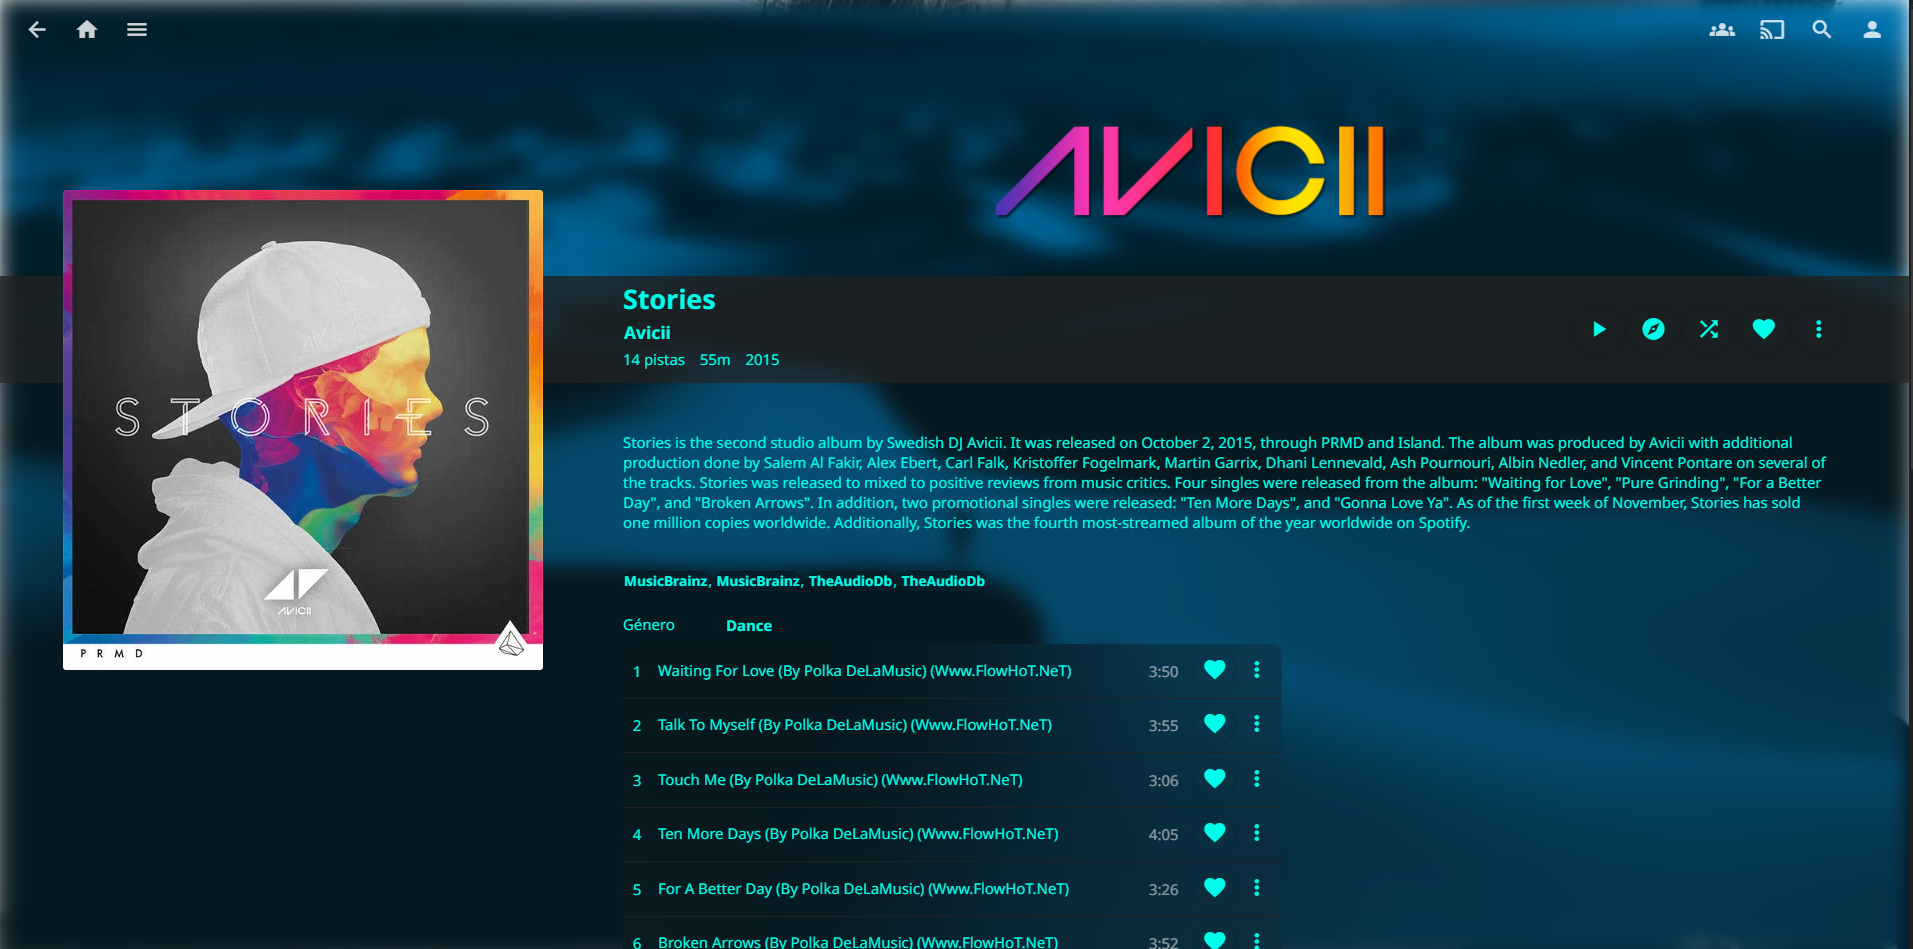 AVICII
STORIES
AVICII
PRMD
Stories
Avicii
14 pistas 55m 2015
Stories is the second studio album by Swedish DJ Avicii. It was released on October 2, 2015, through PRMD and Island. The album was produced by Avicii with additional
production done by Salem Al Fakir, Alex Ebert, Carl Falk, Kristoffer Fogelmark, Martin Garrix, Dhani Lennevald, Ash Pournouri, Albin Nedler, and Vincent Pontare on several of
the tracks. Stories was released to mixed to positive reviews from music critics. Four singles were released from the album: "Waiting for Love", "Pure Grinding", "For a Better
Day", and "Broken Arrows". In addition, two promotional singles were released: "Ten More Days", and "Gonna Love Ya". As of the first week of November, Stories has sold
one million copies worldwide. Additionally, Stories was the fourth most-streamed album of the year worldwide on Spotify.
MusicBrainz, MusicBrainz, TheAudioDb, TheAudioDb
Género Dance
1 Waiting For Love (By Polka DeLaMusic) (Www.FlowHoT.NeT) 3:50
2 Talk To Myself (By Polka DeLaMusic) (Www.FlowHoT.NeT) 3:55
3 Touch Me (By Polka DeLaMusic) (Www.FlowHoT.NeT) 3:06
4 Ten More Days (By Polka DeLaMusic) (Www.FlowHoT.NeT) 4:05
5 For A Better Day (By Polka DeLaMusic) (Www.FlowHoT.NeT) 3:26
6 Broken Arrows (By Polka DeLaMusic) (Www.FlowHoT.NeT) 3:52